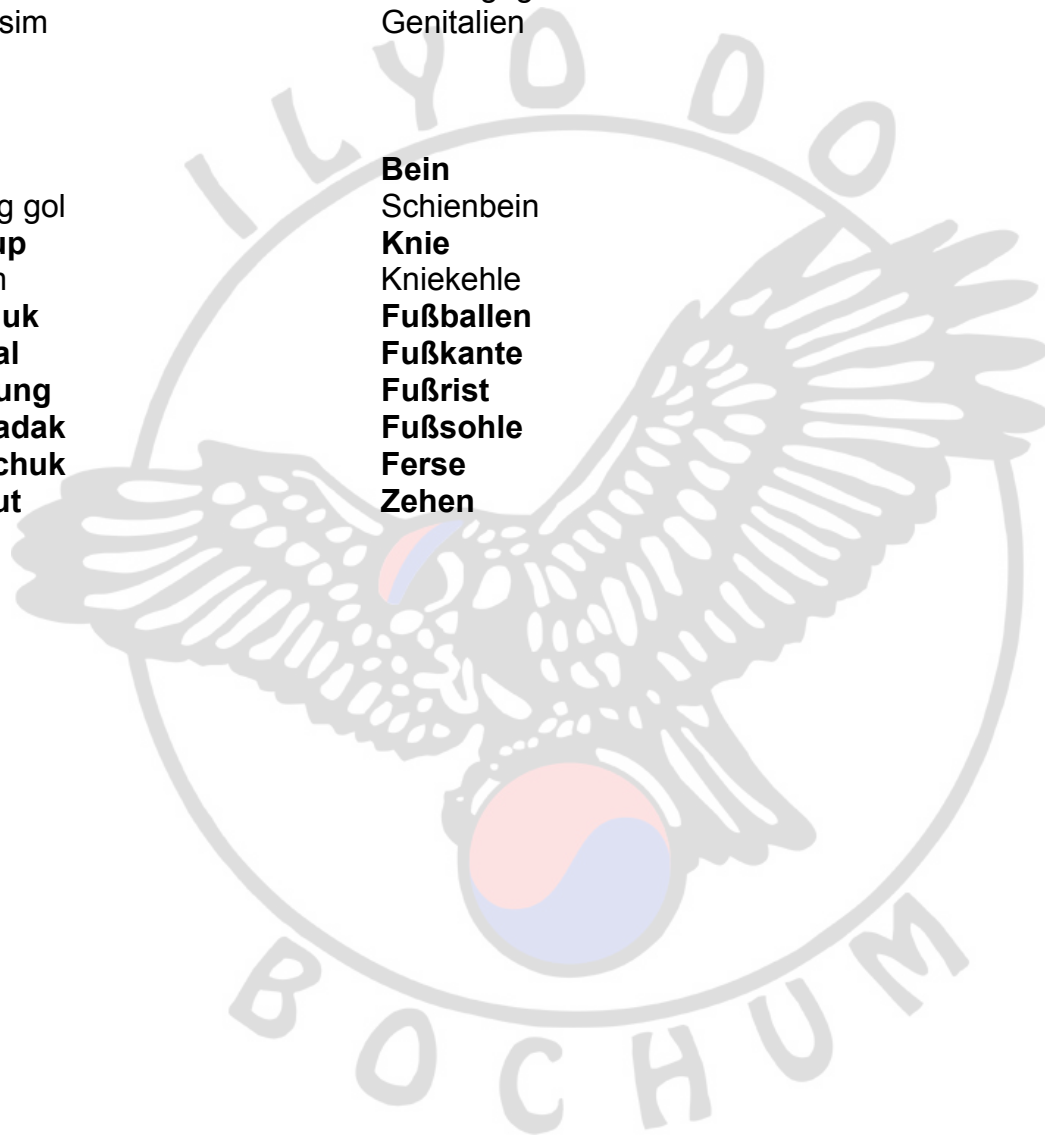 sim Genitalien
Bein
g gol Schienbein
up Knie
Kniekehle
uk Fußballen
al Fußkante
ung Fußrist
adak Fußsohle
chuk Ferse
ut Zehen
ILYO DO
BOCHUM